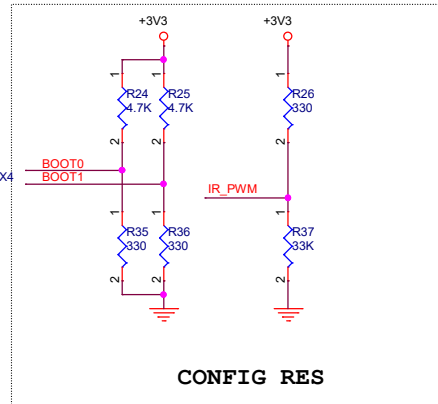 +3V3 +3V3
1 1 1
R24 R25 R26
4.7K 4.7K 330
2 2 2
BOOT0
X4 BOOT1
IR_PWM
1 1 1
R35 R36 R37
330 330 33K
2 2 2
CONFIG RES